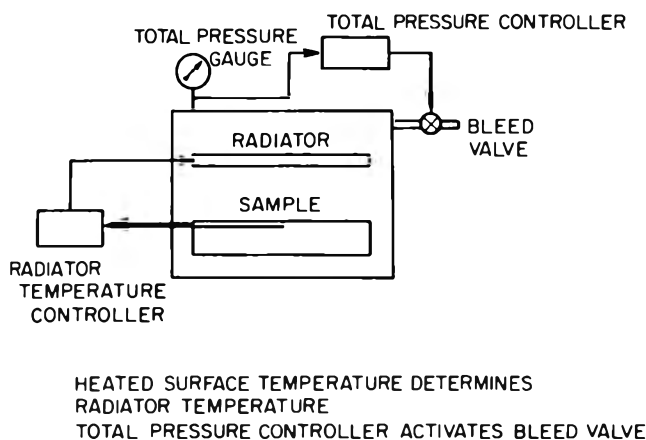 TOTAL PRESSURE CONTROLLER
TOTAL PRESSURE
GAUGE
BLEED
VALVE
RADIATOR
SAMPLE
RADIATOR
TEMPERATURE
CONTROLLER
HEATED SURFACE TEMPERATURE DETERMINES
RADIATOR TEMPERATURE
TOTAL PRESSURE CONTROLLER ACTIVATES BLEED VALVE